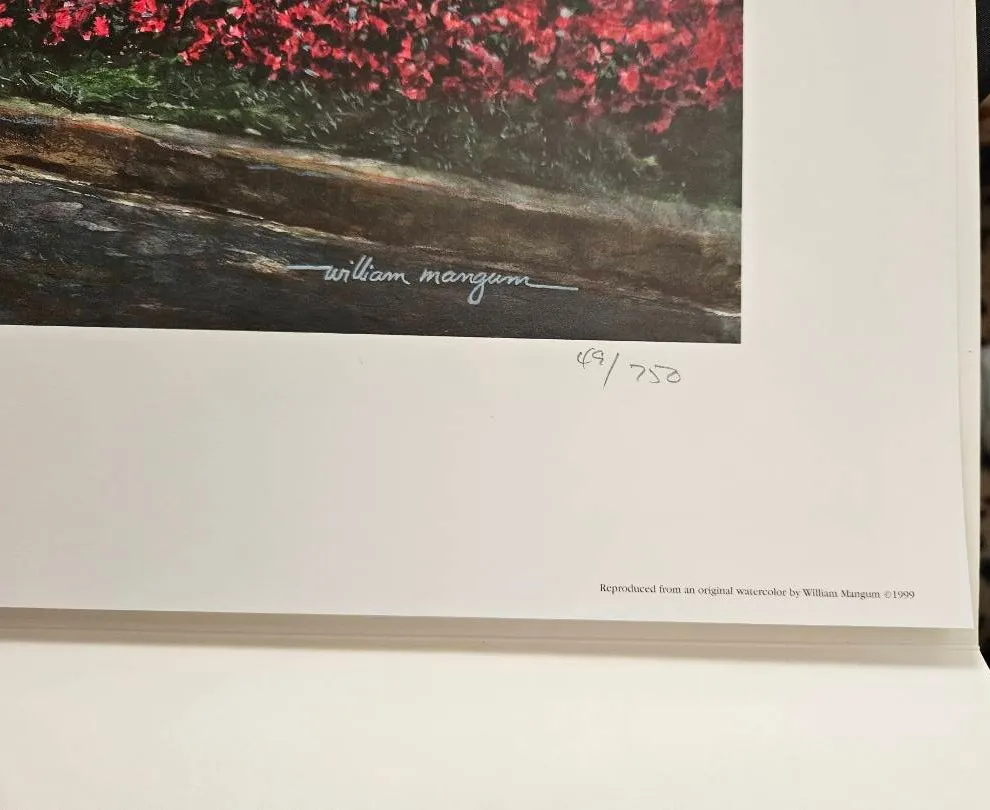 william mangum
49/750
Reproduced from an original watercolor by William Mangum ©1999